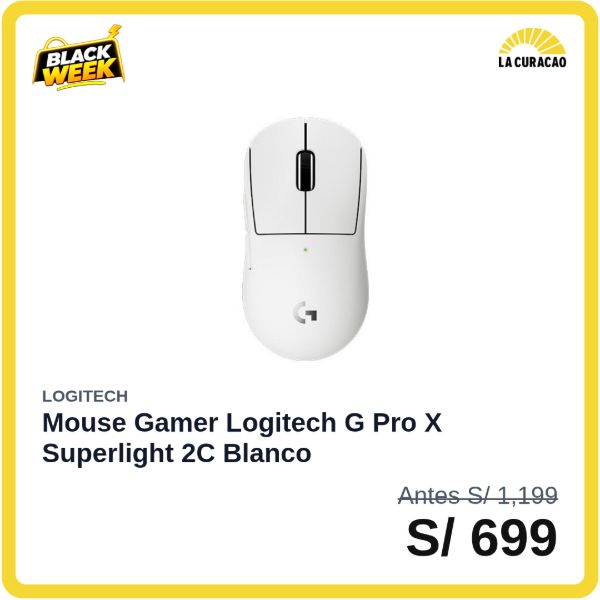 BLACK
WEEK
LA CURACAO
LOGITECH
Mouse Gamer Logitech G Pro X
Superlight 2C Blanco
Antes S/ 1,199
S/ 699